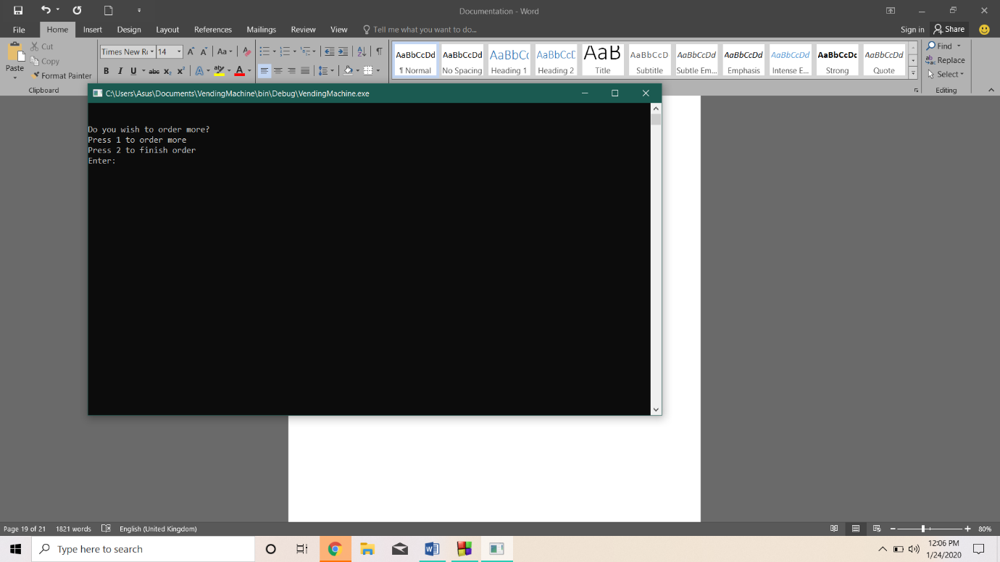 Documentation - Word
File Home Insert Design Layout References Mailings Review View Tell me what you want to do... Sign in Share
Paste
Cut
Copy
Format Painter
Clipboard
Times New Ro 14 Aa
B I U abc x₂ x² A ab A
AaBbCcDd AaBbCcDd AaBbCc AaBbCcD AaB AaBbCcD AaBbCcDd AaBbCcDd AaBbCcDd AaBbCcDc AaBbCcDd
¶ Normal No Spacing Heading 1 Heading 2 Title Subtitle Subtle Em... Emphasis Intense E... Strong Quote
Find
Replace
Select
Editing
C:\Users\Asus\Documents\VendingMachine\bin\Debug\VendingMachine.exe
Do you wish to order more?
Press 1 to order more
Press 2 to finish order
Enter:
Page 19 of 21 1821 words English (United Kingdom) 80%
Type here to search
12:06 PM
1/24/2020